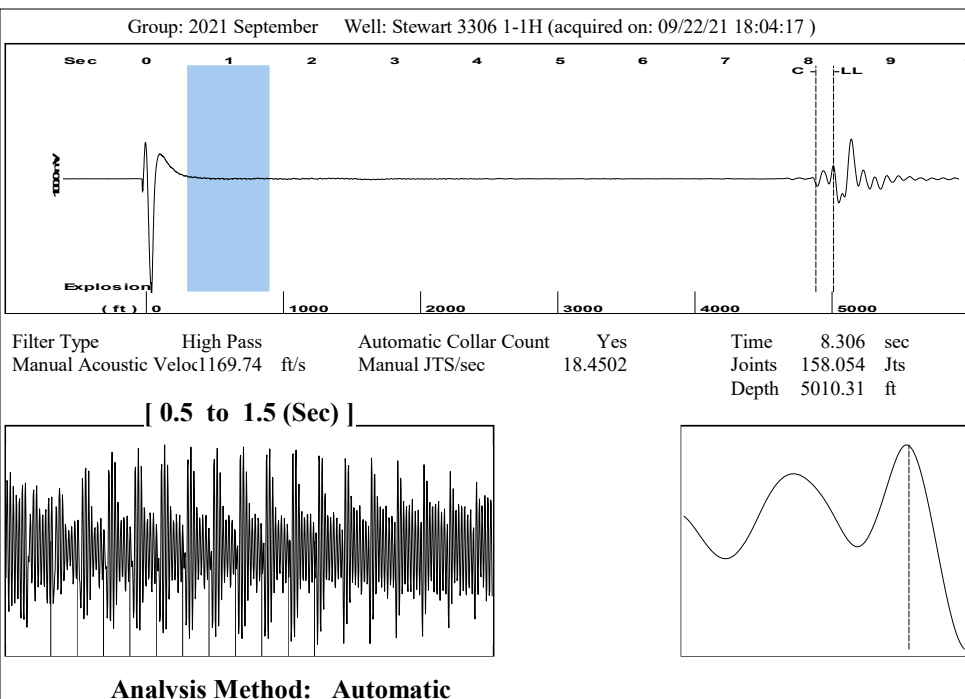 Group: 2021 September Well: Stewart 3306 1-1H (acquired on: 09/22/21 18:04:17 )
Sec 0 1 2 3 4 5 6 7 8 9
C LL
Explosion
( ft ) 0 1000 2000 3000 4000 5000
Filter Type High Pass Automatic Collar Count Yes Time 8.306 sec
Manual Acoustic Veloc1169.74 ft/s Manual JTS/sec 18.4502 Joints 158.054 Jts
Depth 5010.31 ft
[ 0.5 to 1.5 (Sec) ]
Analysis Method: Automatic